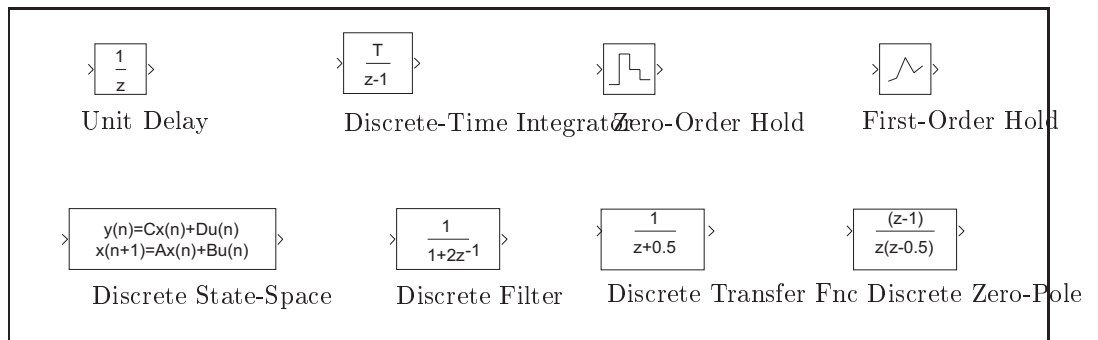 1
z
T
z-1
Unit Delay
Discrete-Time Integrator
Zero-Order Hold
First-Order Hold
y(n)=Cx(n)+Du(n)
x(n+1)=Ax(n)+Bu(n)
1
1+2z-1
1
z+0.5
(z-1)
z(z-0.5)
Discrete State-Space
Discrete Filter
Discrete Transfer Fnc
Discrete Zero-Pole